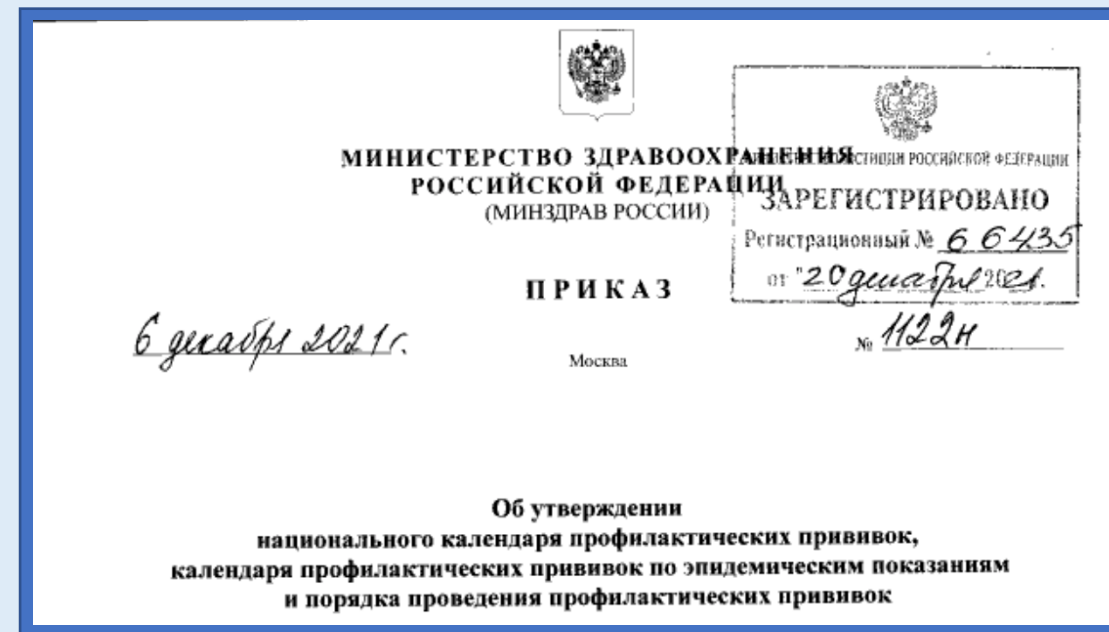 МИНИСТЕРСТВО ЗДРАВООХРАНЕНИЯ
РОССИЙСКОЙ ФЕДЕРАЦИИ
(МИНЗДРАВ РОССИИ)
МИНИСТЕРСТВО ЮСТИЦИИ РОССИЙСКОЙ ФЕДЕРАЦИИ
ЗАРЕГИСТРИРОВАНО
Регистрационный № 66435
от "20 декабря 2021.
ПРИКАЗ
6 декабря 2021 г.
№ 1122н
Москва
Об утверждении
национального календаря профилактических прививок,
календаря профилактических прививок по эпидемическим показаниям
и порядка проведения профилактических прививок